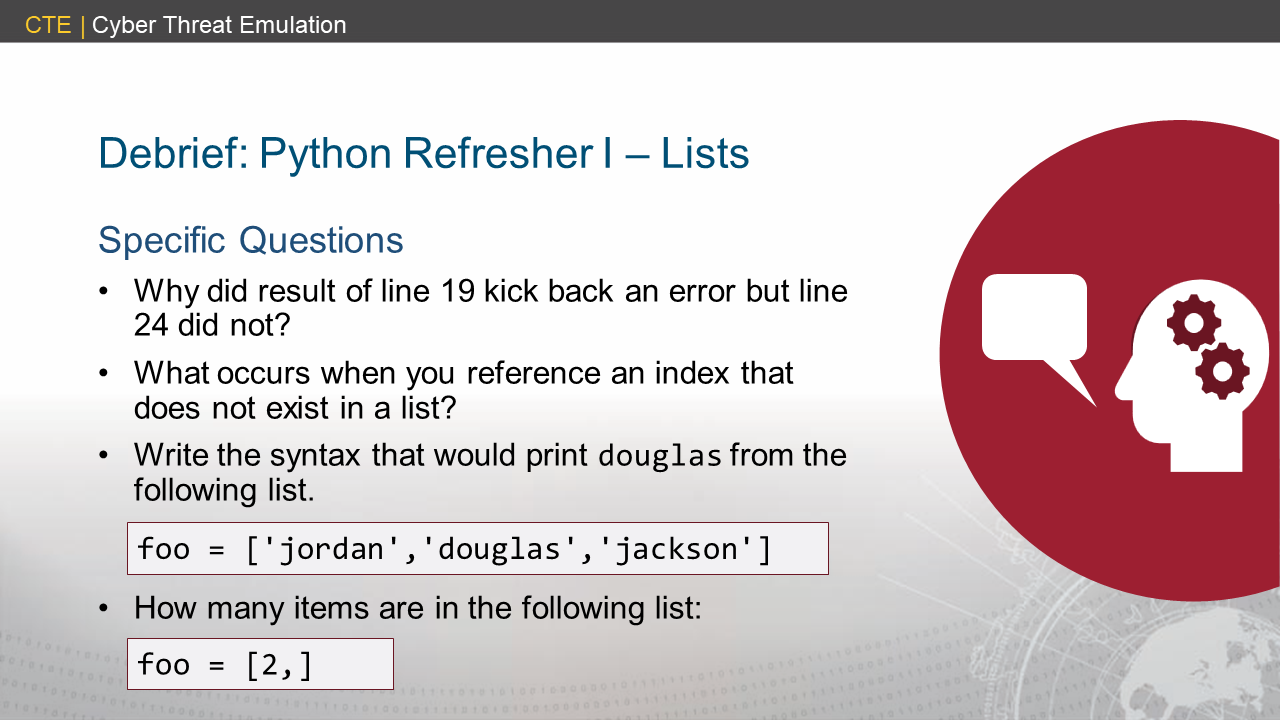 CTE | Cyber Threat Emulation
Debrief: Python Refresher I – Lists
Specific Questions
• Why did result of line 19 kick back an error but line
24 did not?
• What occurs when you reference an index that
does not exist in a list?
• Write the syntax that would print douglas from the
following list.
foo = ['jordan','douglas','jackson']
• How many items are in the following list:
foo = [2,]